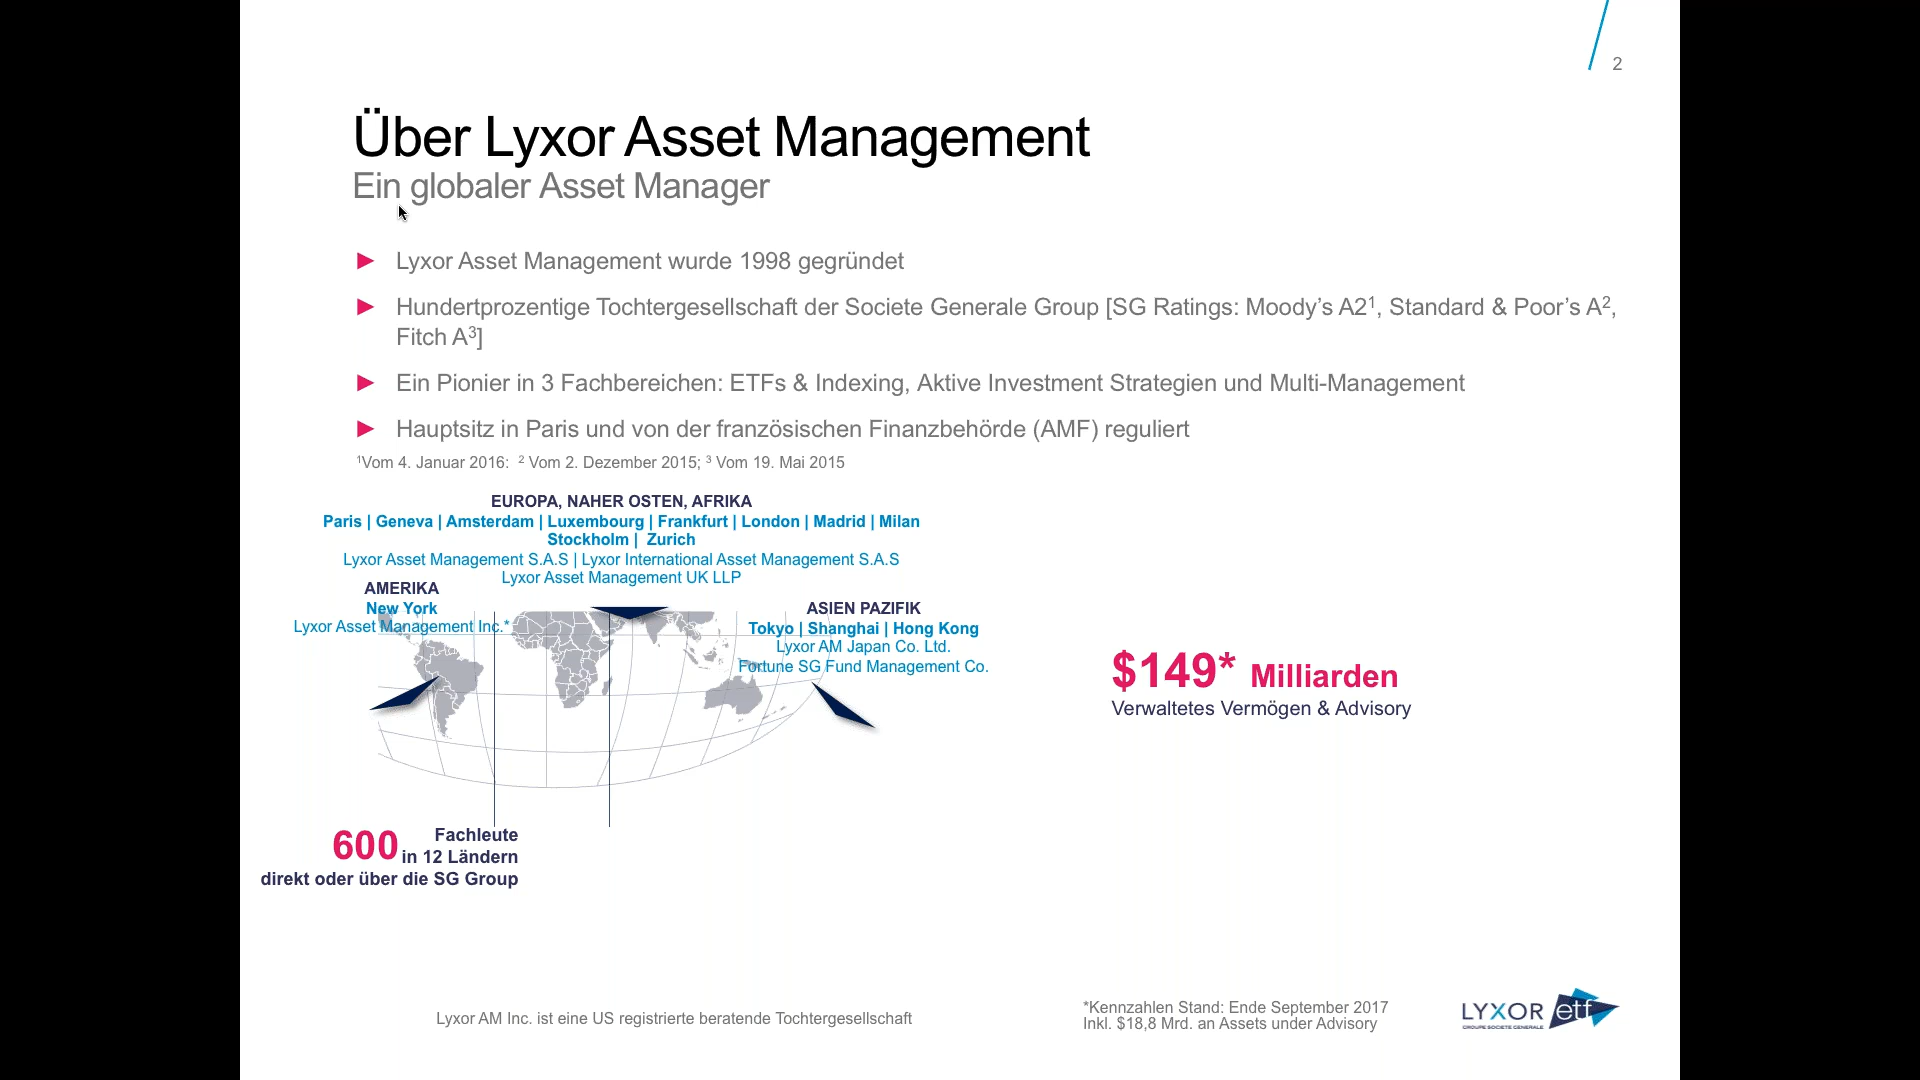 2
Über Lyxor Asset Management
Ein globaler Asset Manager
► Lyxor Asset Management wurde 1998 gegründet
► Hundertprozentige Tochtergesellschaft der Societe Generale Group [SG Ratings: Moody's A2¹, Standard & Poor's A²,
Fitch A³]
► Ein Pionier in 3 Fachbereichen: ETFs & Indexing, Aktive Investment Strategien und Multi-Management
► Hauptsitz in Paris und von der französischen Finanzbehörde (AMF) reguliert
¹Vom 4. Januar 2016: ² Vom 2. Dezember 2015; ³ Vom 19. Mai 2015
EUROPA, NAHER OSTEN, AFRIKA
Paris | Geneva | Amsterdam | Luxembourg | Frankfurt | London | Madrid | Milan
Stockholm | Zurich
Lyxor Asset Management S.A.S | Lyxor International Asset Management S.A.S
Lyxor Asset Management UK LLP
AMERIKA
New York
Lyxor Asset Management Inc.*
ASIEN PAZIFIK
Tokyo | Shanghai | Hong Kong
Lyxor AM Japan Co. Ltd.
Fortune SG Fund Management Co.
$149* Milliarden
Verwaltetes Vermögen & Advisory
600 Fachleute
in 12 Ländern
direkt oder über die SG Group
Lyxor AM Inc. ist eine US registrierte beratende Tochtergesellschaft
*Kennzahlen Stand: Ende September 2017
Inkl. $18,8 Mrd. an Assets under Advisory
LYXOR etf
GROUPE SOCIETE GENERALE